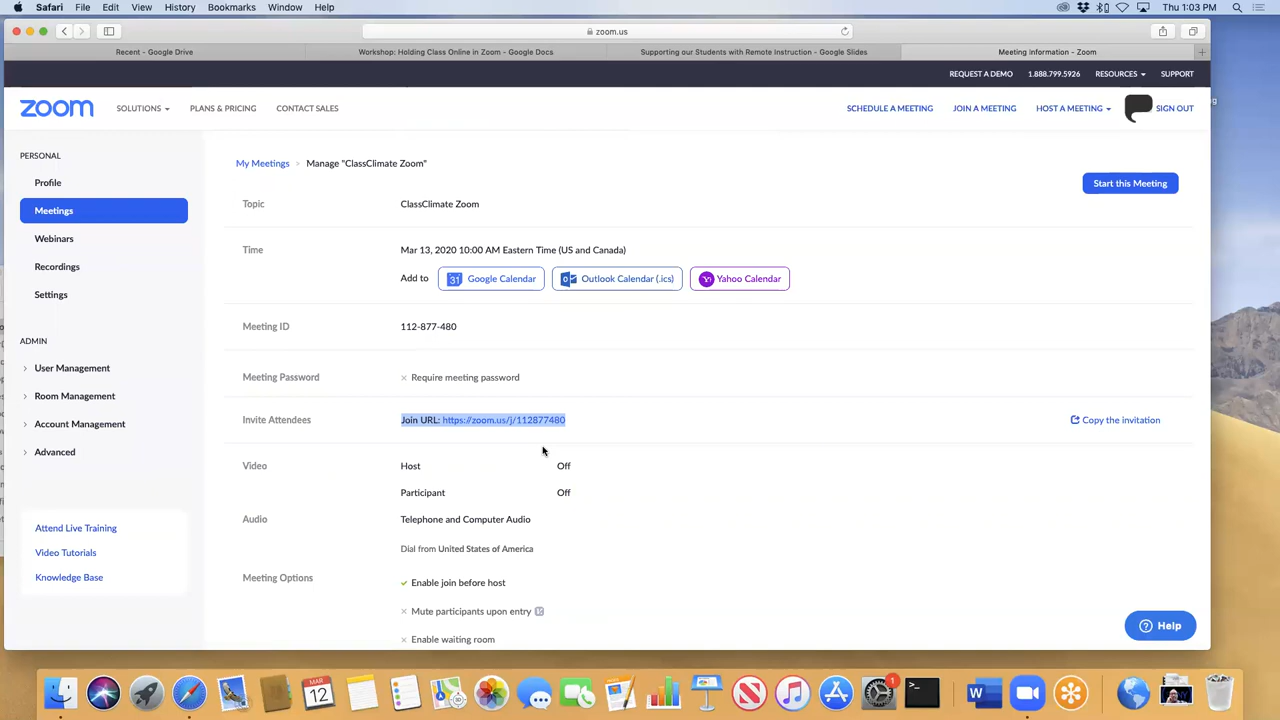 Safari File Edit View History Bookmarks Window Help Thu 1:03 PM
zoom.us
Recent - Google Drive Workshop: Holding Class Online in Zoom - Google Docs Supporting our Students with Remote Instruction - Google Slides Meeting Information - Zoom
REQUEST A DEMO 1.888.799.5926 RESOURCES SUPPORT
zoom SOLUTIONS PLANS & PRICING CONTACT SALES SCHEDULE A MEETING JOIN A MEETING HOST A MEETING SIGN OUT
PERSONAL
Profile
Meetings
Webinars
Recordings
Settings
ADMIN
User Management
Room Management
Account Management
Advanced
Attend Live Training
Video Tutorials
Knowledge Base
My Meetings > Manage "ClassClimate Zoom"
Start this Meeting
Topic ClassClimate Zoom
Time Mar 13, 2020 10:00 AM Eastern Time (US and Canada)
Add to 31 Google Calendar Outlook Calendar (.ics) Yahoo Calendar
Meeting ID 112-877-480
Meeting Password Require meeting password
Invite Attendees Join URL: https://zoom.us/j/112877480 Copy the invitation
Video Host Off
Participant Off
Audio Telephone and Computer Audio
Dial from United States of America
Meeting Options Enable join before host
Mute participants upon entry
Enable waiting room
Help
MAR
12
1